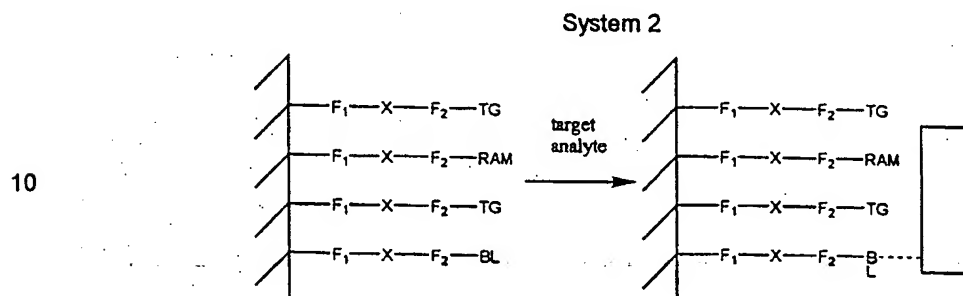 System 2
F₁—X—F₂—TG F₁—X—F₂—TG
target
analyte
F₁—X—F₂—RAM F₁—X—F₂—RAM
10
F₁—X—F₂—TG F₁—X—F₂—TG
F₁—X—F₂—BL F₁—X—F₂—B
L